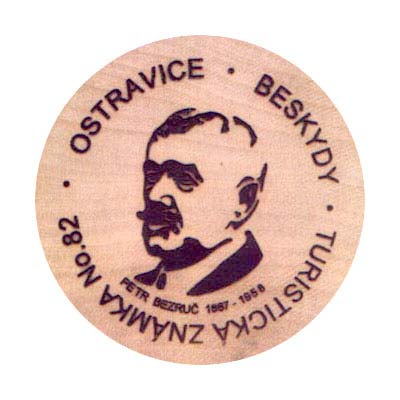 OSTRAVICE · BESKYDY · TURISTICKÁ ZNÁMKA No.82 ·
PETR BEZRUČ 1867 - 1958